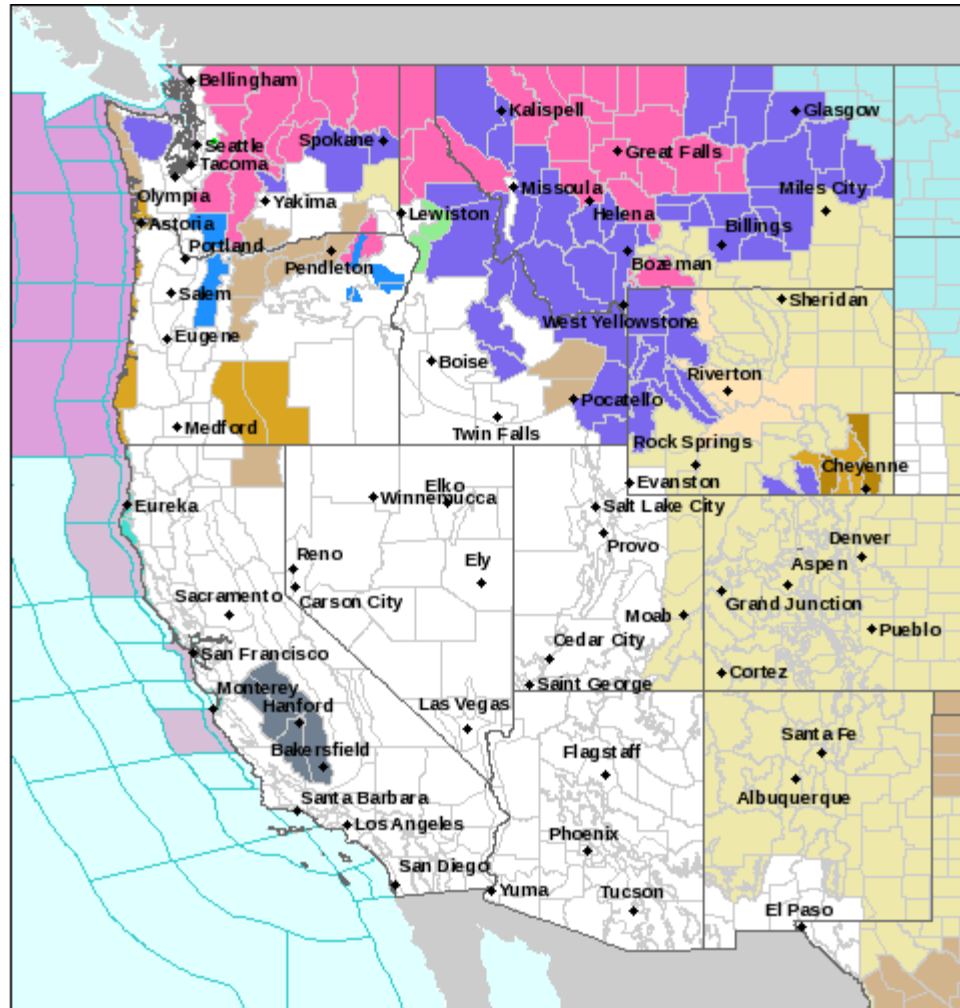 Bellingham
Kalispell
Glasgow
Seattle
Spokane
Great Falls
Tacoma
Olympia
Yakima
Lewiston
Missoula
Helena
Miles City
Astoria
Billings
Portland
Pendleton
Bozeman
Salem
Sheridan
West Yellowstone
Eugene
Boise
Riverton
Pocatello
Medford
Twin Falls
Rock Springs
Cheyenne
Evanston
Elko
Winnemucca
Eureka
Salt Lake City
Provo
Denver
Reno
Ely
Aspen
Carson City
Grand Junction
Sacramento
Moab
Pueblo
San Francisco
Cedar City
Cortez
Saint George
Monterey
Hanford
Las Vegas
Santa Fe
Bakersfield
Flagstaff
Albuquerque
Santa Barbara
Los Angeles
Phoenix
San Diego
Yuma
Tucson
El Paso